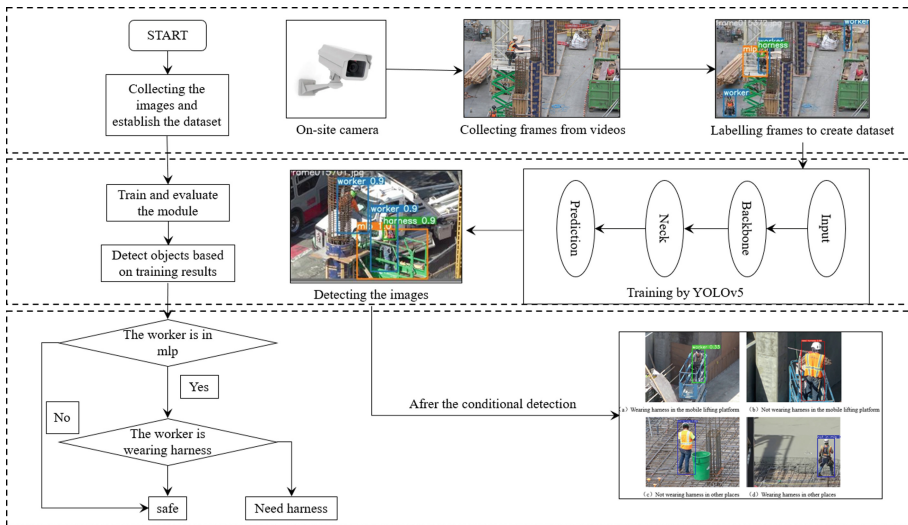 START
Collecting the
images and
establish the dataset
On-site camera
Collecting frames from videos
worker
mlp
worker
harness
worker
Labelling frames to create dataset
Train and evaluate
the module
Detect objects based
on training results
frame015701.jpg
worker 0.9
worker 0.9
harness 0.9
Detecting the images
Prediction
Neck
Backbone
Input
Training by YOLOv5
The worker is in
mlp
Yes
No
The worker is
wearing harness
safe
Need harness
Afrer the conditional detection
(a) Wearing harness in the mobile lifting platform
(b) Not wearing harness in the mobile lifting platform
(c) Not wearing harness in other places
(d) Wearing harness in other places